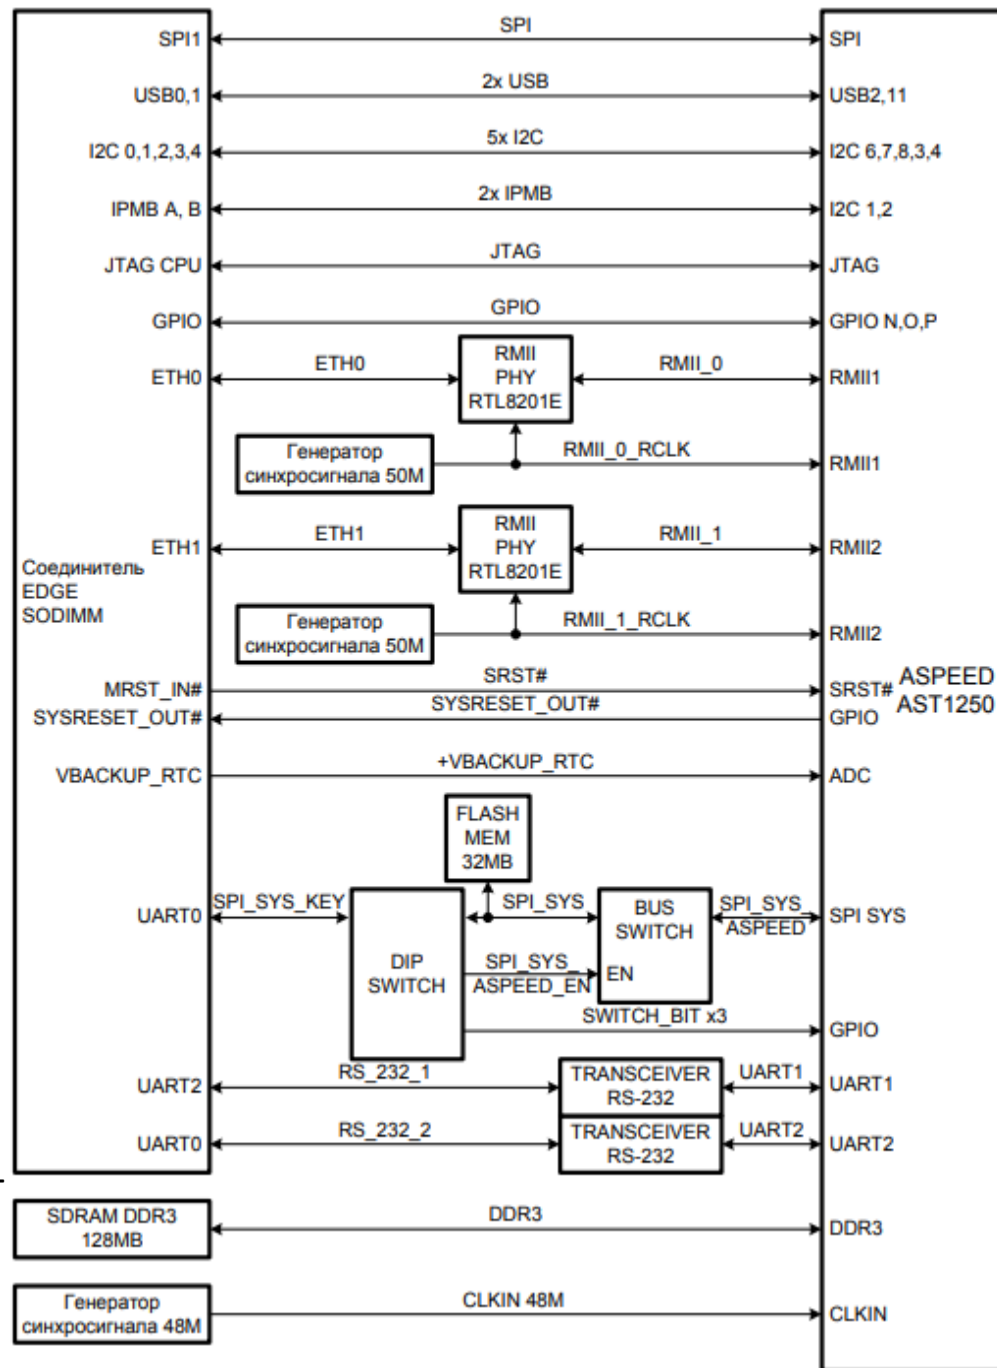 SPI1 SPI SPI
USB0,1 2x USB USB2,11
I2C 0,1,2,3,4 5x I2C I2C 6,7,8,3,4
IPMB A, B 2x IPMB I2C 1,2
JTAG CPU JTAG JTAG
GPIO GPIO GPIO N,O,P
ETH0 ETH0 RMII_0 RMII1
RMII
PHY
RTL8201E
Генератор
синхросигнала 50М
RMII_0_RCLK RMII1
ETH1 ETH1 RMII_1 RMII2
RMII
PHY
RTL8201E
Соединитель
EDGE
SODIMM
Генератор
синхросигнала 50М
RMII_1_RCLK RMII2
MRST_IN# SRST# SRST#
SYSRESET_OUT# SYSRESET_OUT# GPIO
ASPEED
AST1250
VBACKUP_RTC +VBACKUP_RTC ADC
FLASH
MEM
32MB
UART0 SPI_SYS_KEY SPI_SYS
DIP
SWITCH
BUS
SWITCH
EN
SPI_SYS_
ASPEED
SPI SYS
SPI_SYS_
ASPEED_EN
SWITCH_BIT x3 GPIO
UART2 RS_232_1 UART1 UART1
TRANSCEIVER
RS-232
UART0 RS_232_2 UART2 UART2
TRANSCEIVER
RS-232
SDRAM DDR3
128MB
DDR3 DDR3
Генератор
синхросигнала 48М
CLKIN 48M CLKIN